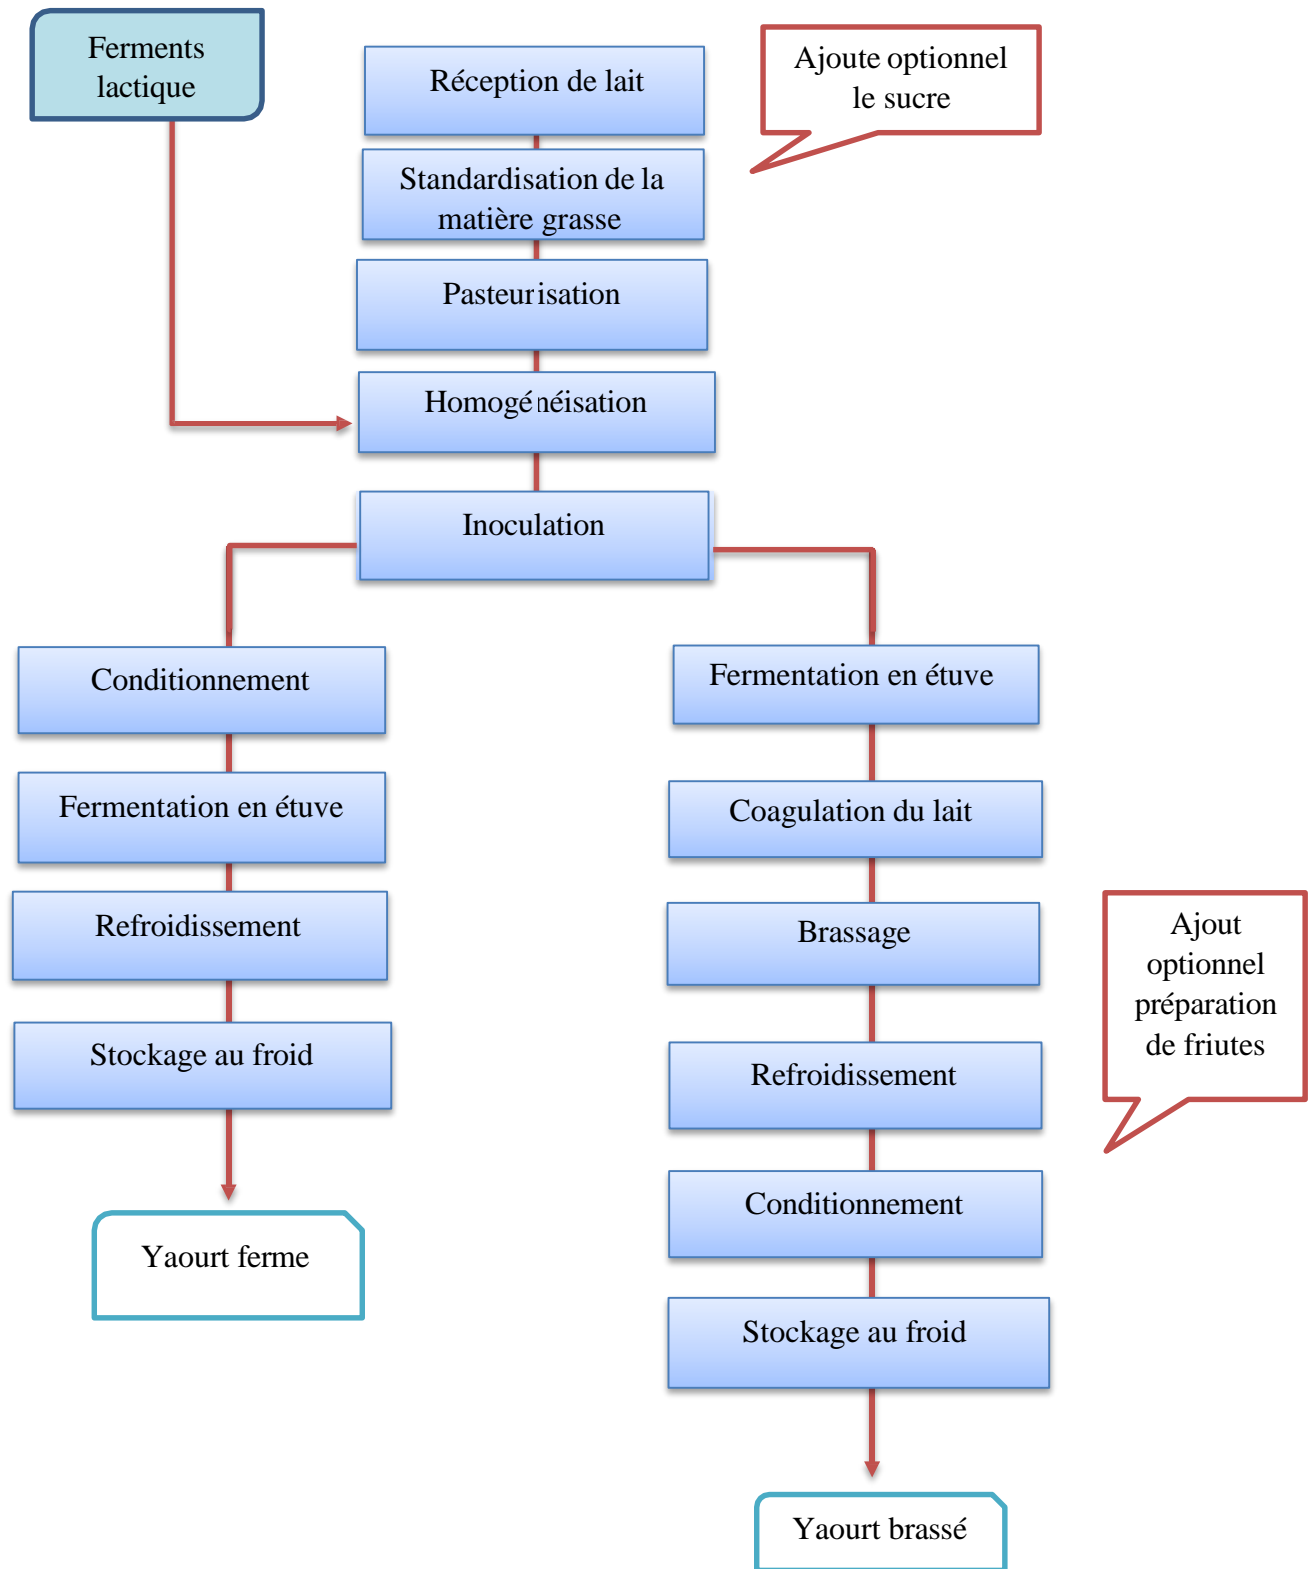 Ferments
lactique
Réception de lait
Ajoute optionnel
le sucre
Standardisation de la
matière grasse
Pasteurisation
Homogénéisation
Inoculation
Conditionnement
Fermentation en étuve
Refroidissement
Stockage au froid
Yaourt ferme
Fermentation en étuve
Coagulation du lait
Brassage
Refroidissement
Ajout
optionnel
préparation
de friutes
Conditionnement
Stockage au froid
Yaourt brassé